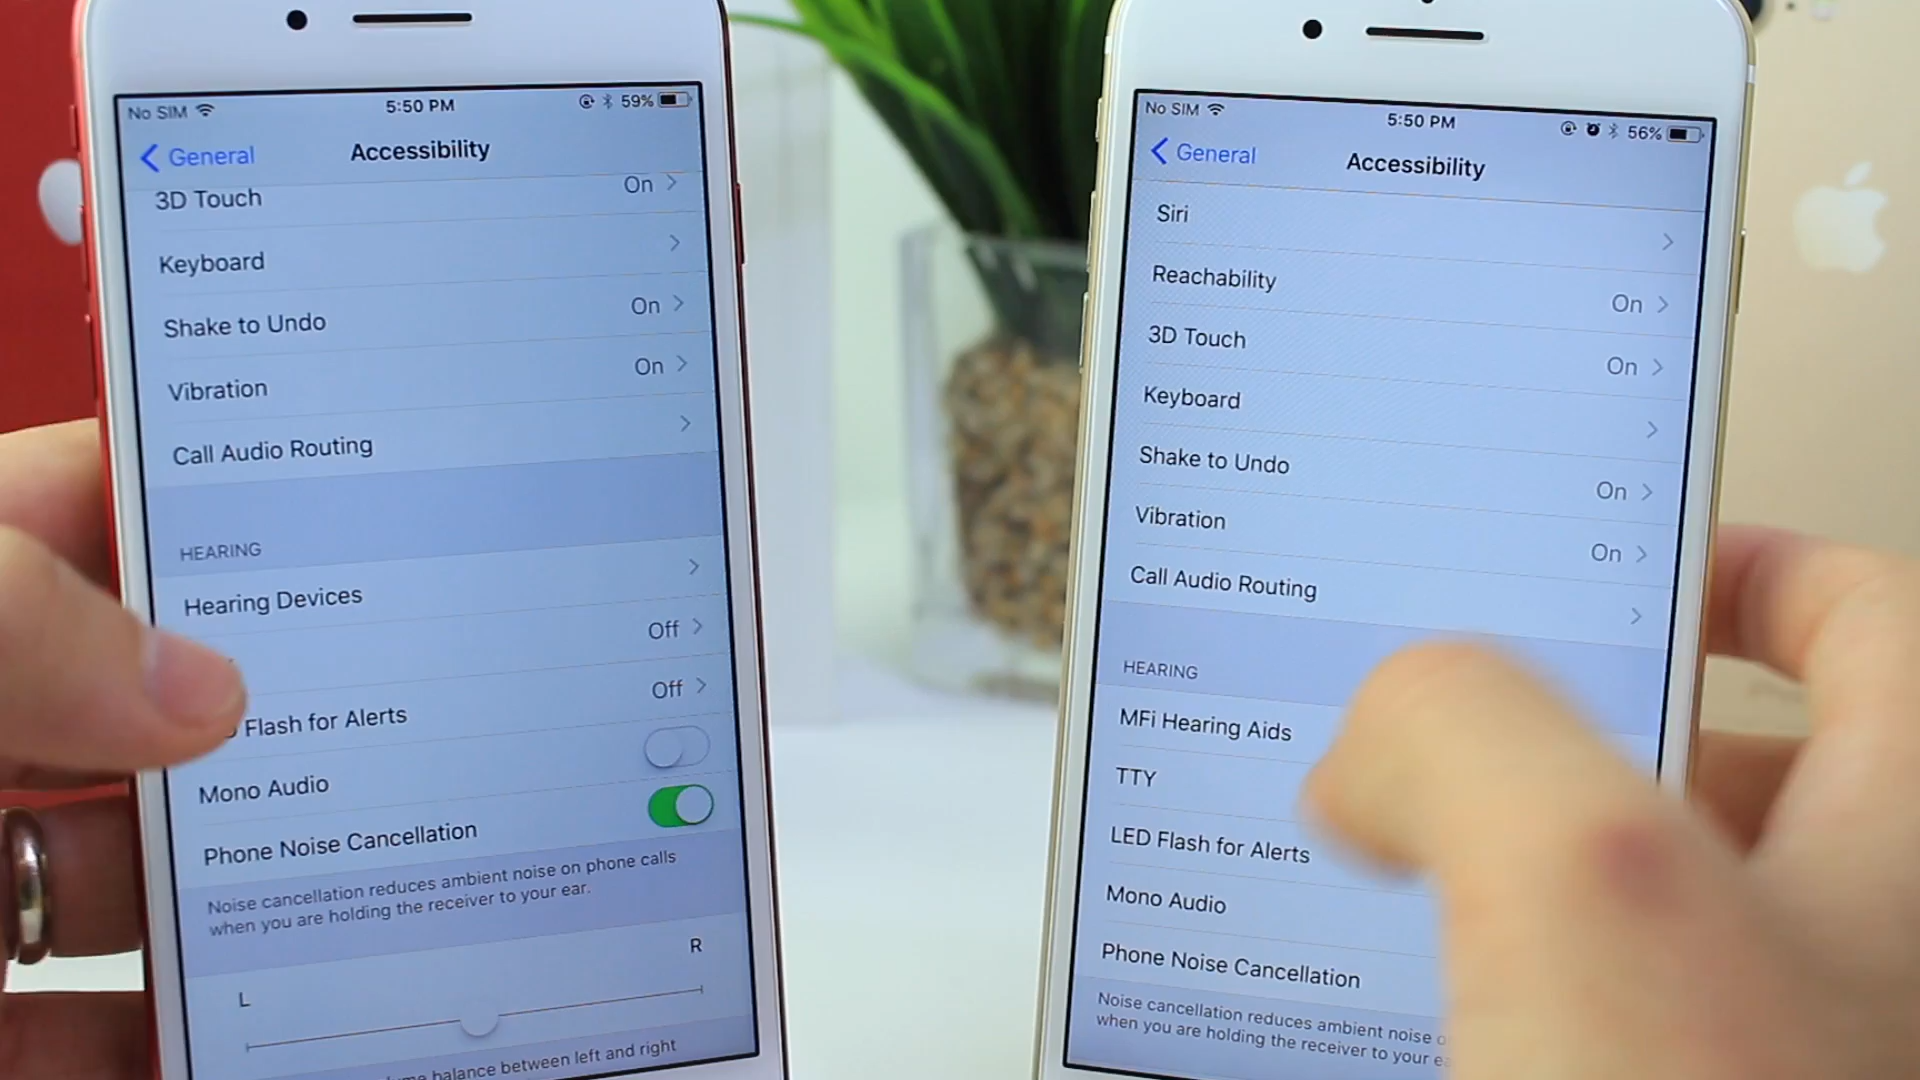 No SIM 5:50 PM 59%
General Accessibility
3D Touch On
Keyboard
Shake to Undo On
Vibration On
Call Audio Routing
HEARING
Hearing Devices
Off
Flash for Alerts Off
Mono Audio
Phone Noise Cancellation
Noise cancellation reduces ambient noise on phone calls
when you are holding the receiver to your ear.
L R
balance between left and right
No SIM 5:50 PM 56%
General Accessibility
Siri
Reachability On
3D Touch On
Keyboard
Shake to Undo On
Vibration On
Call Audio Routing
HEARING
MFi Hearing Aids
TTY
LED Flash for Alerts
Mono Audio
Phone Noise Cancellation
Noise cancellation reduces ambient noise
when you are holding the receiver to your